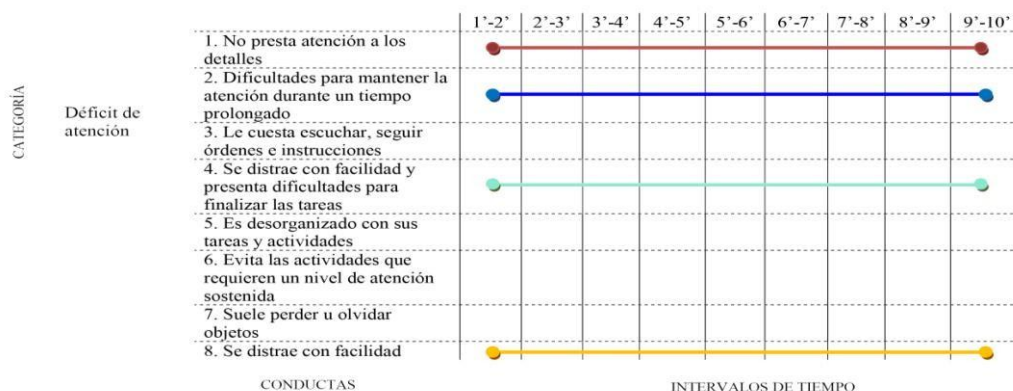 1’-2’ 2’-3’ 3’-4’ 4’-5’ 5’-6’ 6’-7’ 7’-8’ 8’-9’ 9’-10’
CATEGORÍA
Déficit de
atención
1. No presta atención a los
detalles
2. Dificultades para mantener la
atención durante un tiempo
prolongado
3. Le cuesta escuchar, seguir
órdenes e instrucciones
4. Se distrae con facilidad y
presenta dificultades para
finalizar las tareas
5. Es desorganizado con sus
tareas y actividades
6. Evita las actividades que
requieren un nivel de atención
sostenida
7. Suele perder u olvidar
objetos
8. Se distrae con facilidad
CONDUCTAS
INTERVALOS DE TIEMPO